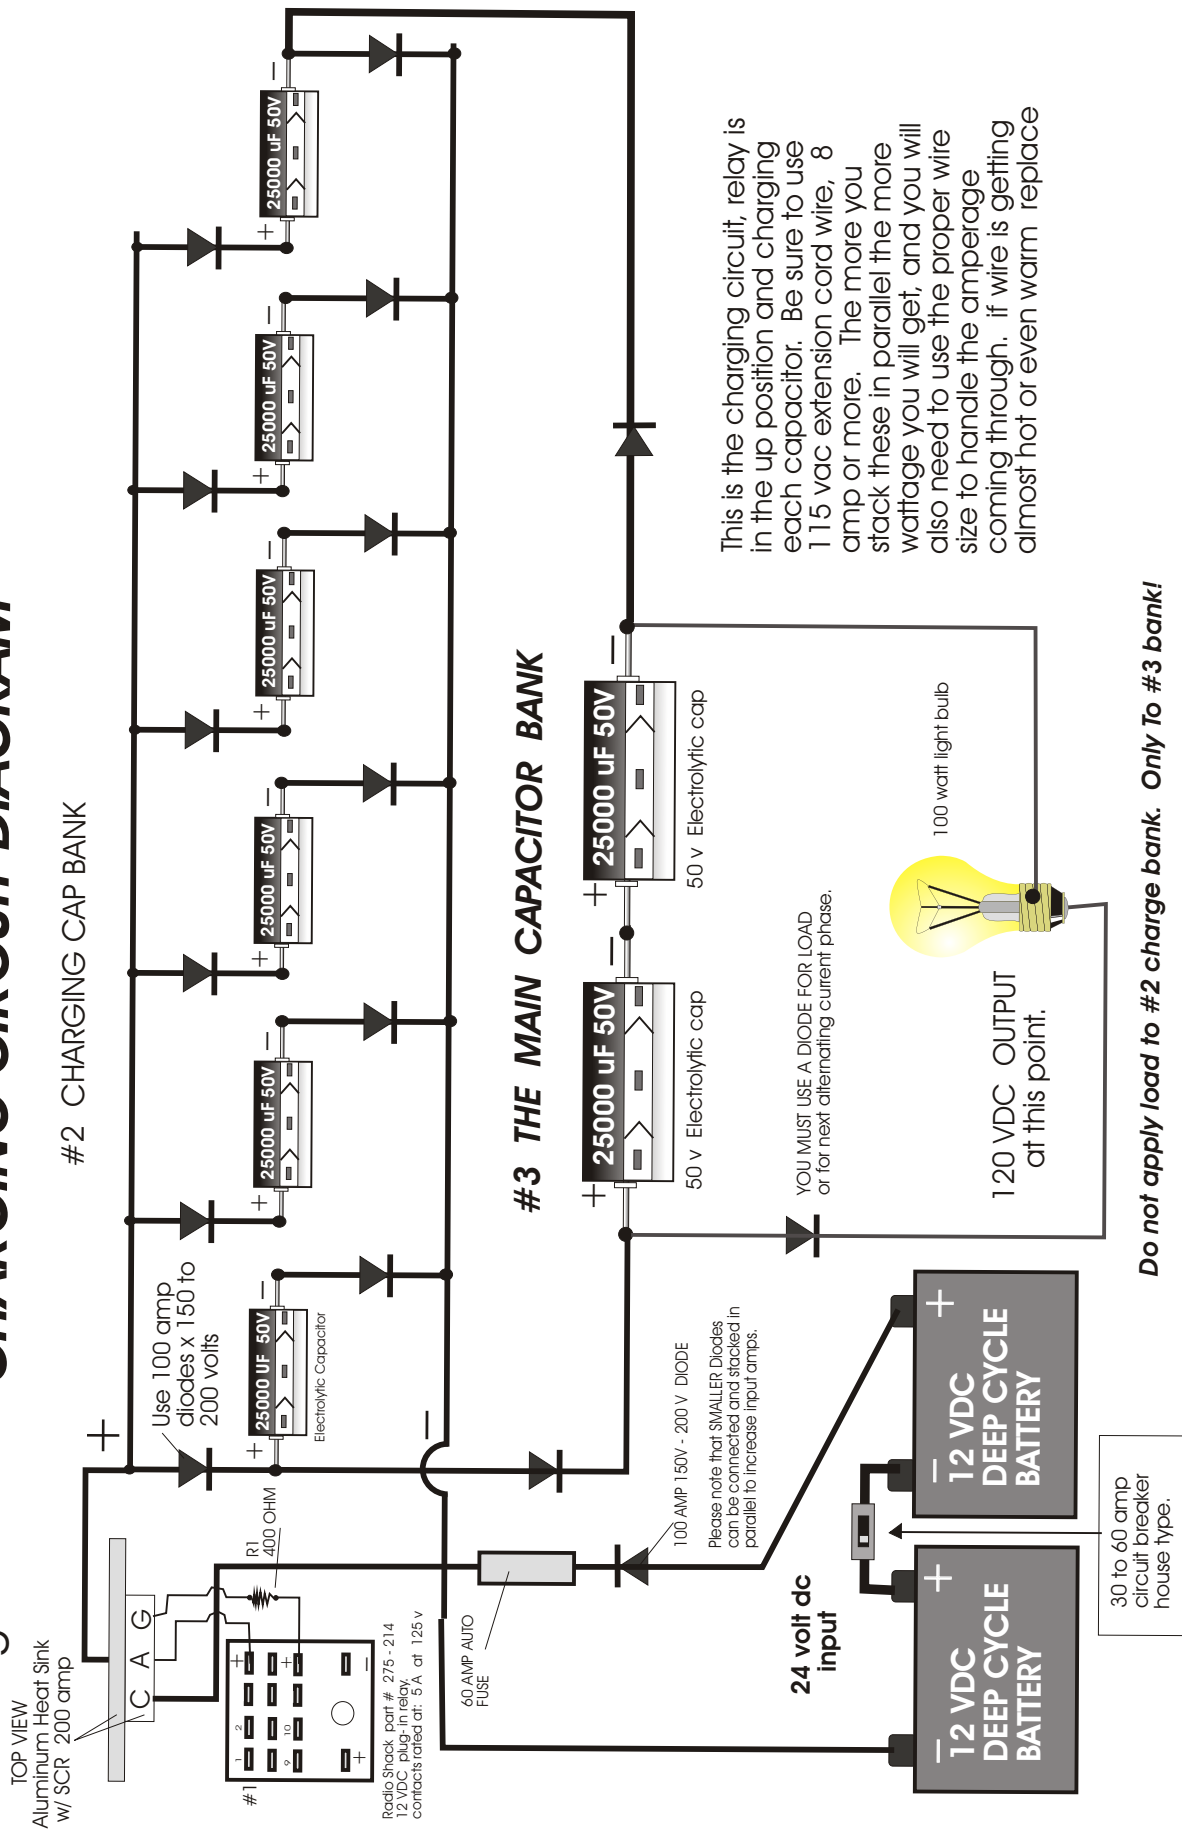 CHARGING CIRCUIT DIAGRAM
TOP VIEW
Aluminum Heat Sink
w/ SCR 200 amp
#2 CHARGING CAP BANK
+
C A G
Use 100 amp
diodes x 150 to
200 volts
R1
400 OHM
#1
+
1 2
9 10 +
+ −
Radio Shack part # 275 - 214
12 VDC plug- in relay.
contacts rated at: 5 A at 125 v
+ 25000 UF 50V −
Electrolytic Capacitor
+ 25000 uF 50V −
+ 25000 uF 50V −
+ 25000 uF 50V −
+ 25000 uF 50V −
+ 25000 uF 50V −
−
60 AMP AUTO
FUSE
#3 THE MAIN CAPACITOR BANK
+ 25000 uF 50V −
50 v Electrolytic cap
+ 25000 uF 50V −
50 v Electrolytic cap
100 AMP 150V - 200 V DIODE
Please note that SMALLER Diodes
can be connected and stacked in
parallel to increase input amps.
This is the charging circuit, relay is
in the up position and charging
each capacitor. Be sure to use
115 vac extension cord wire, 8
amp or more. The more you
stack these in parallel the more
wattage you will get, and you will
also need to use the proper wire
size to handle the amperage
coming through. if wire is getting
almost hot or even warm replace
24 volt dc
input
YOU MUST USE A DIODE FOR LOAD
or for next alternating current phase.
100 watt light bulb
120 VDC OUTPUT
at this point.
− +
12 VDC
DEEP CYCLE
BATTERY
− +
12 VDC
DEEP CYCLE
BATTERY
30 to 60 amp
circuit breaker
house type.
Do not apply load to #2 charge bank. Only To #3 bank!